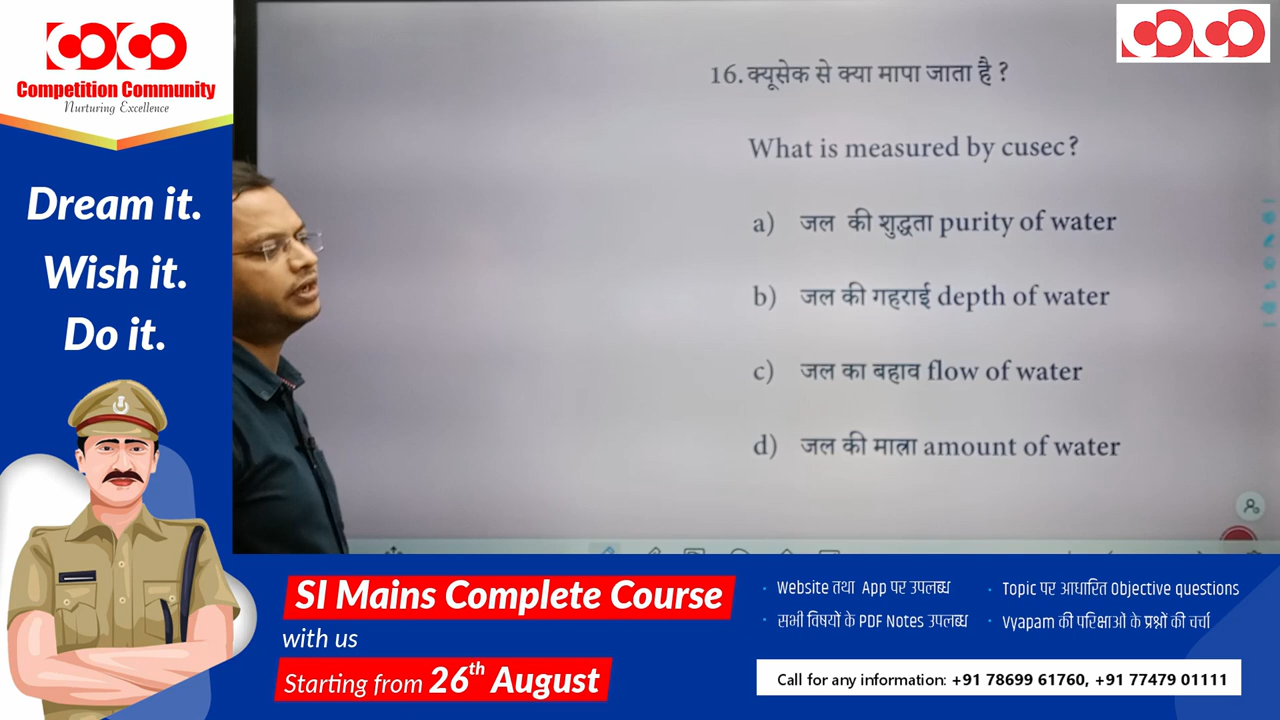 COCO
Competition Community
Nurturing Excellence
Dream it.
Wish it.
Do it.
COCO
16. क्यूसेक से क्या मापा जाता है ?
What is measured by cusec?
a) जल की शुद्धता purity of water
b) जल की गहराई depth of water
c) जल का बहाव flow of water
d) जल की मात्रा amount of water
SI Mains Complete Course
with us
Starting from 26th August
· Website तथा App पर उपलब्ध
· सभी विषयों के PDF Notes उपलब्ध
· Topic पर आधारित Objective questions
· Vyapam की परिक्षाओं के प्रश्नों की चर्चा
Call for any information: +91 78699 61760, +91 77479 01111